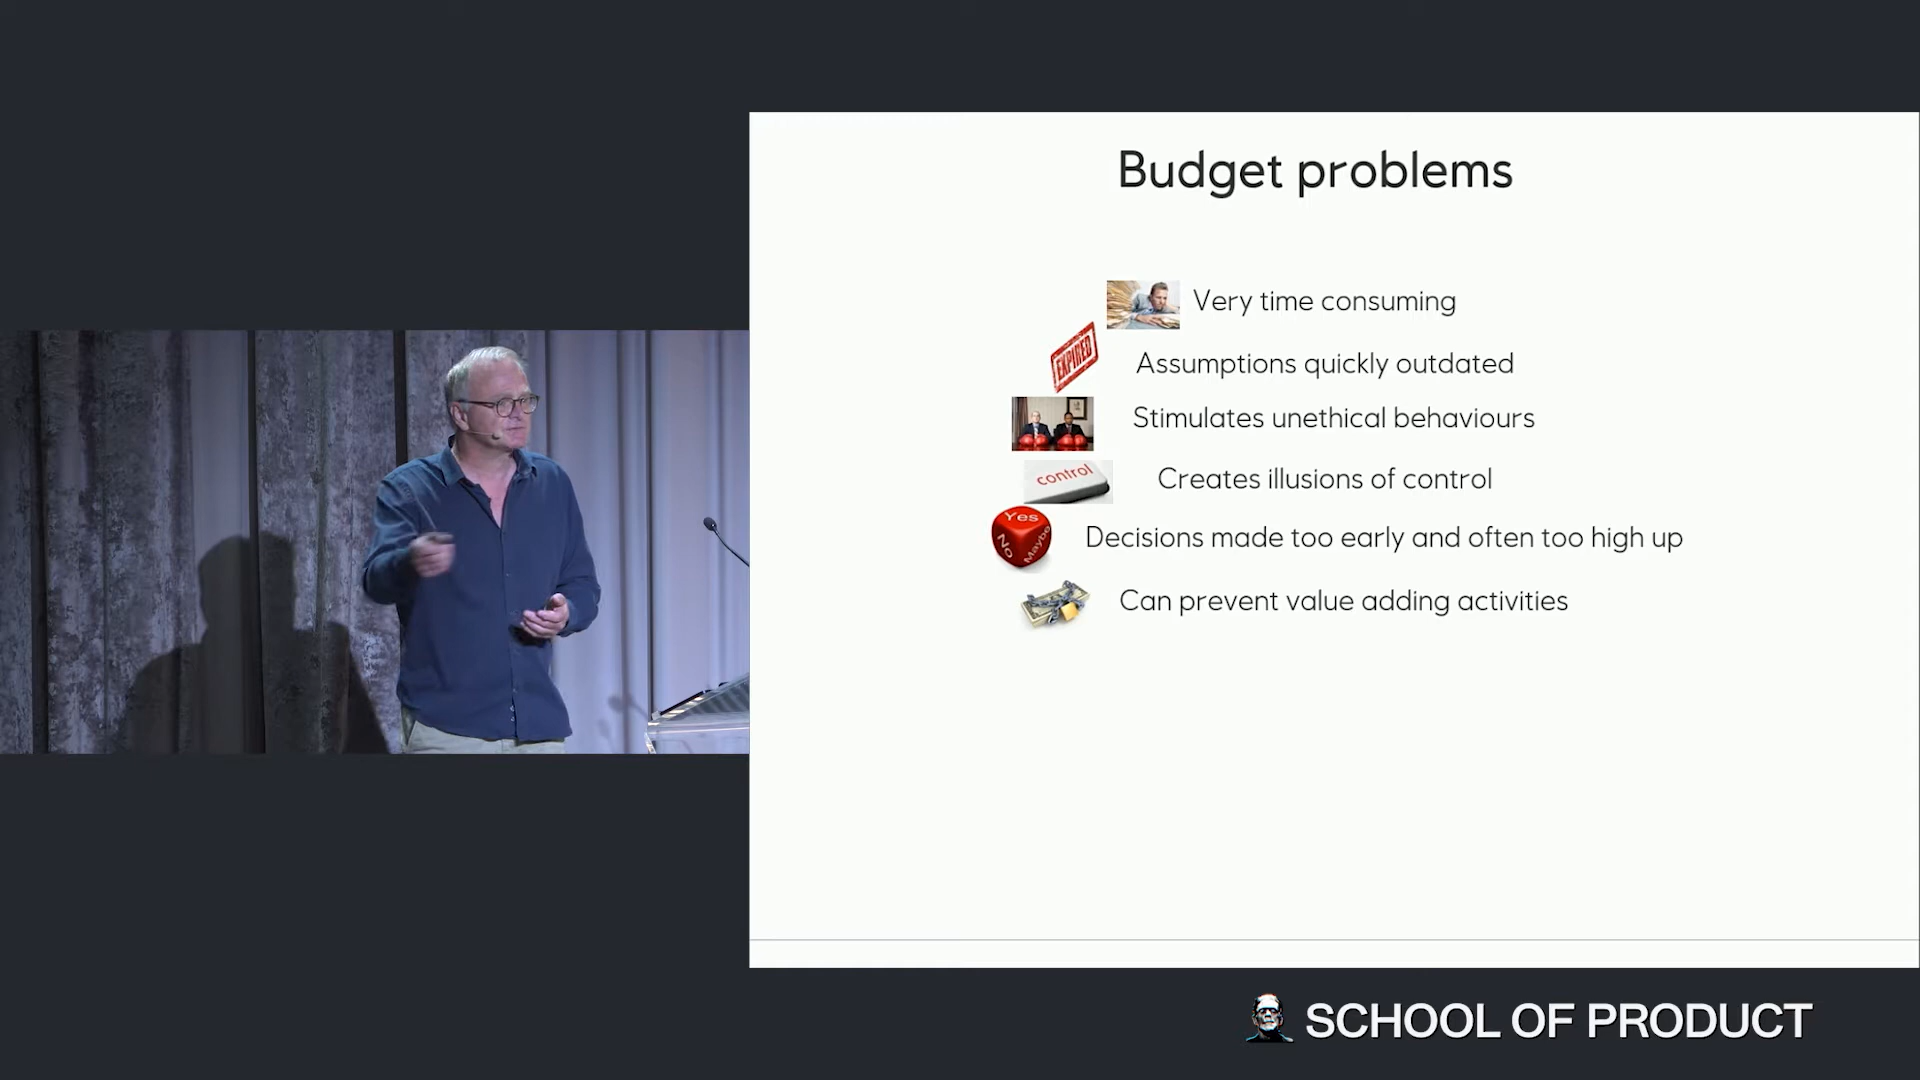 Budget problems
Very time consuming
EXPIRED
Assumptions quickly outdated
Stimulates unethical behaviours
control
Creates illusions of control
Yes
No
Maybe
Decisions made too early and often too high up
Can prevent value adding activities
SCHOOL OF PRODUCT